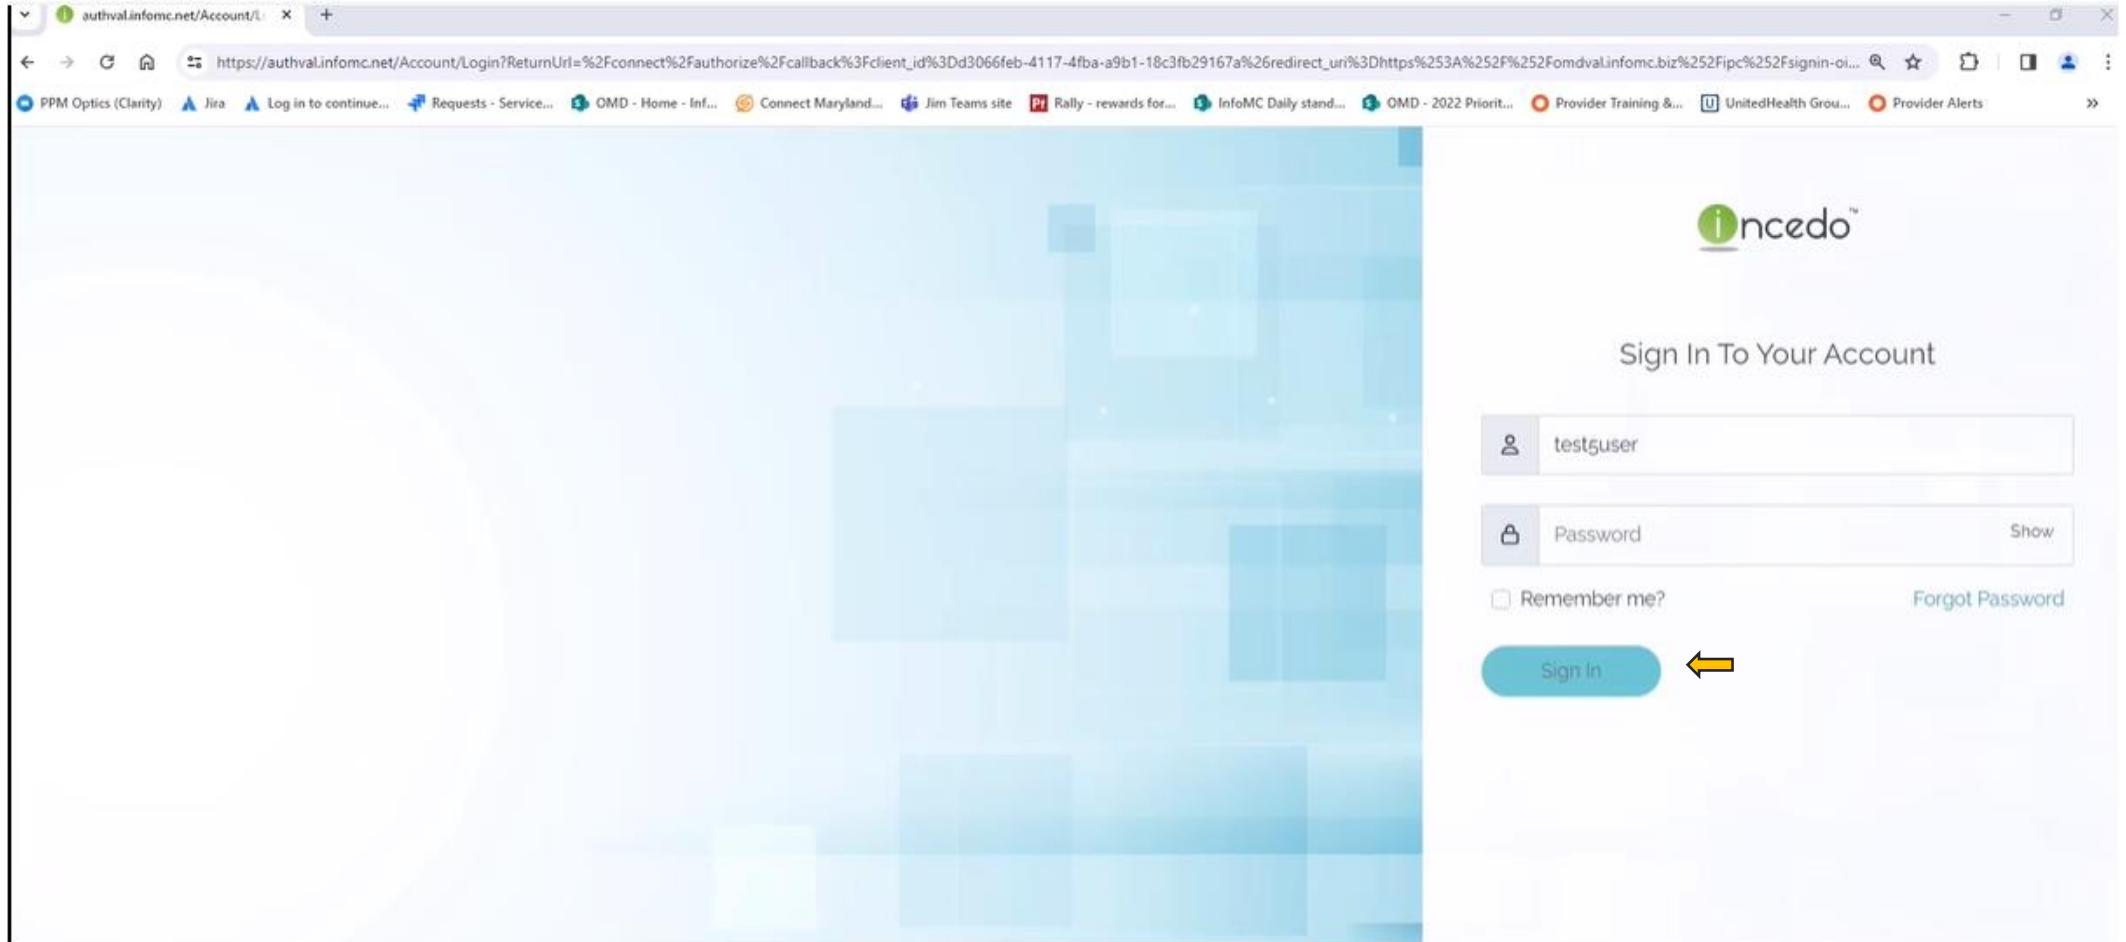 authval.infomc.net/Account/L
https://authval.infomc.net/Account/Login?ReturnUrl=%2Fconnect%2Fauthorize%2Fcallback%3Fclient_id%3Dd3066feb-4117-4fba-a9b1-18c3fb29167a%26redirect_uri%3Dhttps%253A%252F%252Fomdval.infomc.biz%252Fipc%252Fsignin-oi...
PPM Optics (Clarity) Jira Log in to continue... Requests - Service... OMD - Home - Inf... Connect Maryland... Jim Teams site Rally - rewards for... InfoMC Daily stand... OMD - 2022 Priorit... Provider Training &... UnitedHealth Grou... Provider Alerts
incedo™
Sign In To Your Account
test5user
Password Show
Remember me? Forgot Password
Sign In